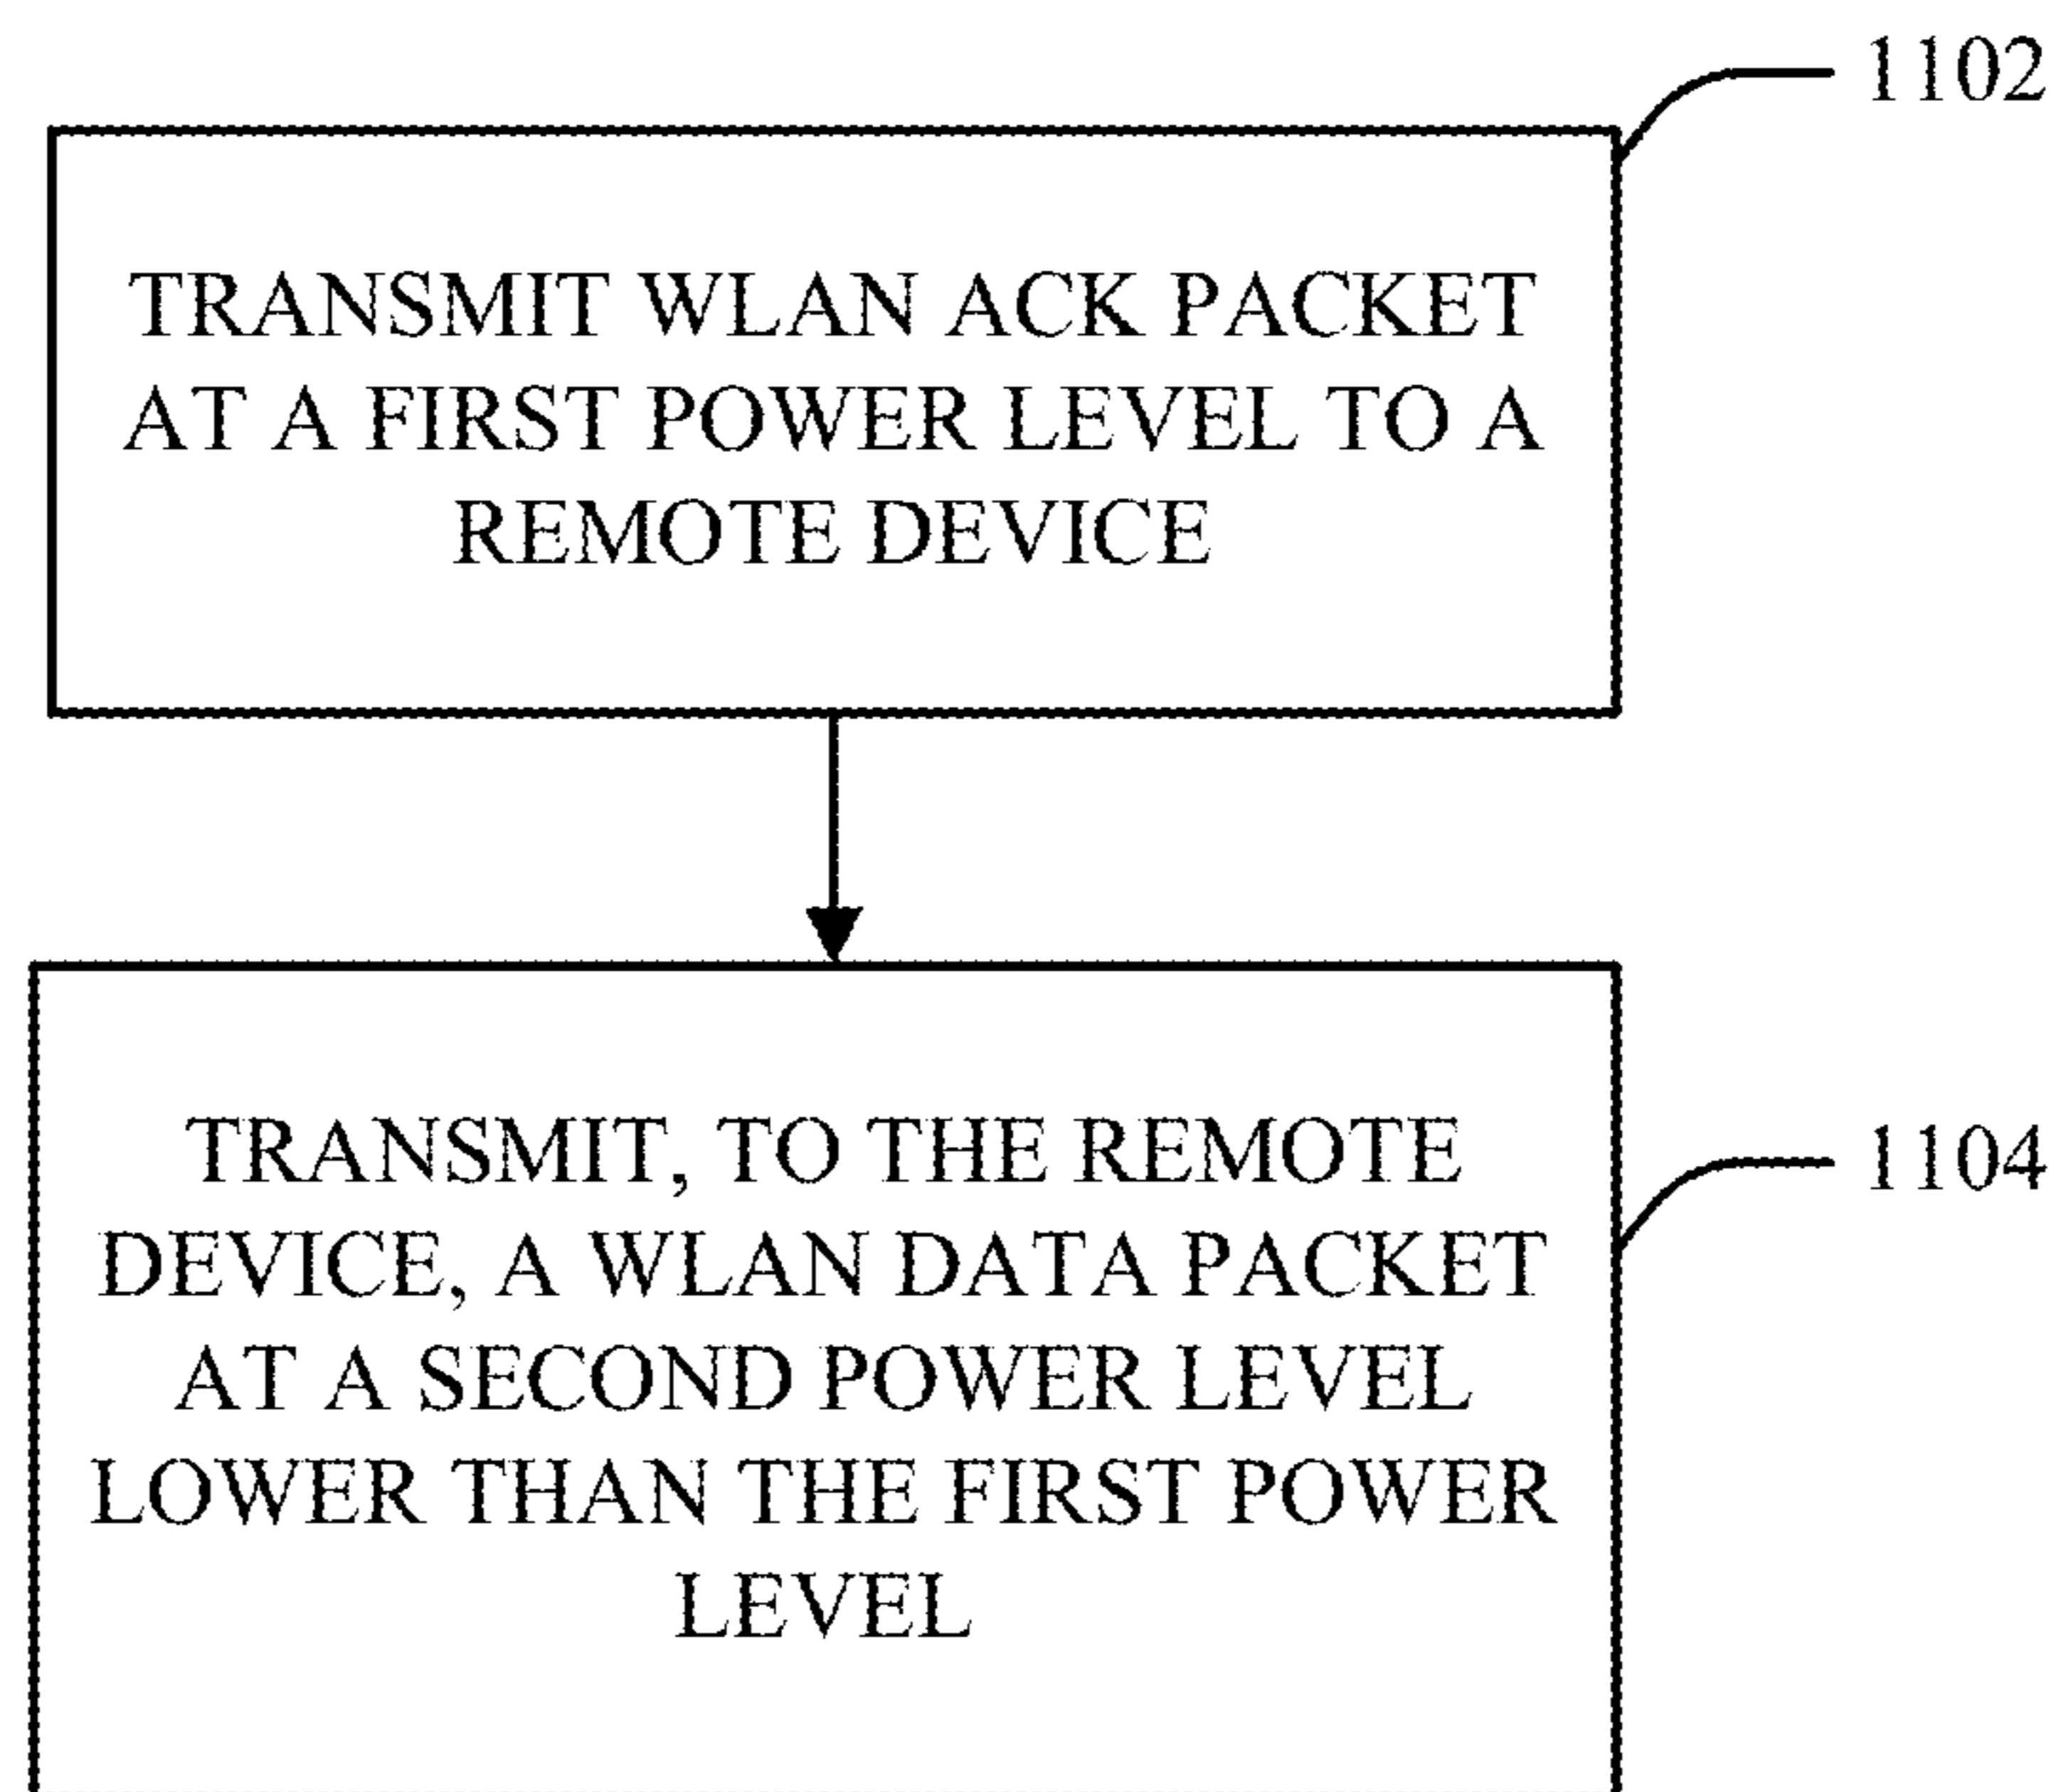 1102
TRANSMIT WLAN ACK PACKET
AT A FIRST POWER LEVEL TO A
REMOTE DEVICE
TRANSMIT, TO THE REMOTE
DEVICE, A WLAN DATA PACKET
AT A SECOND POWER LEVEL
LOWER THAN THE FIRST POWER
LEVEL
1104